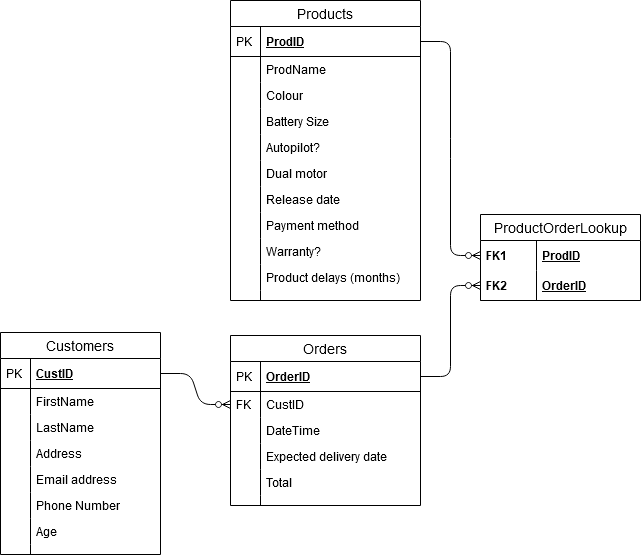 Products
PK ProdID
ProdName
Colour
Battery Size
Autopilot?
Dual motor
Release date
Payment method
Warranty?
Product delays (months)
ProductOrderLookup
FK1 ProdID
FK2 OrderID
Customers
PK CustID
FirstName
LastName
Address
Email address
Phone Number
Age
Orders
PK OrderID
FK CustID
DateTime
Expected delivery date
Total